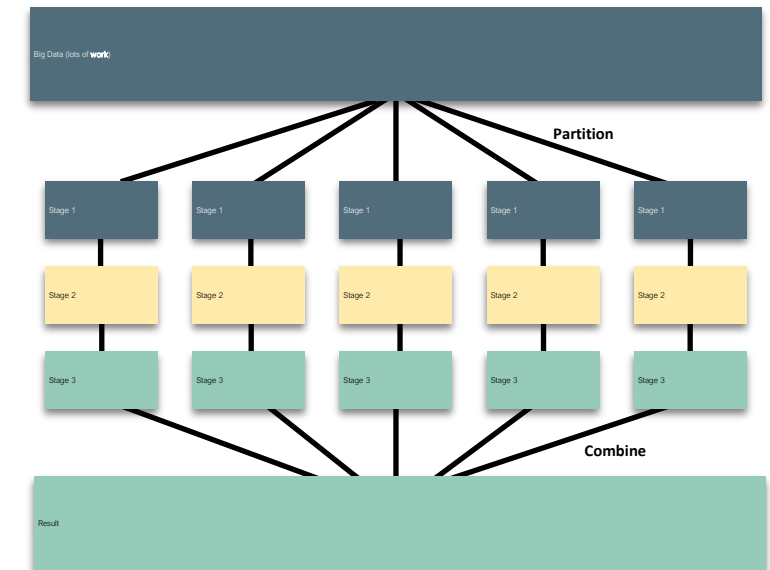 Big Data (lots of work)
Partition
Stage 1 Stage 1 Stage 1 Stage 1 Stage 1
Stage 2 Stage 2 Stage 2 Stage 2 Stage 2
Stage 3 Stage 3 Stage 3 Stage 3 Stage 3
Combine
Result